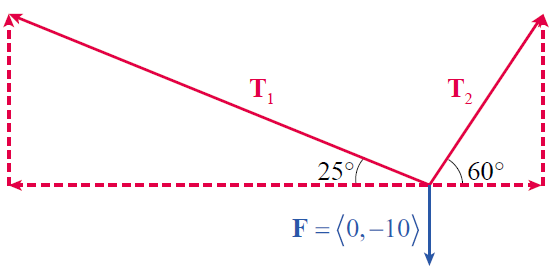 T₁
T₂
25°
60°
F = ⟨0, −10⟩